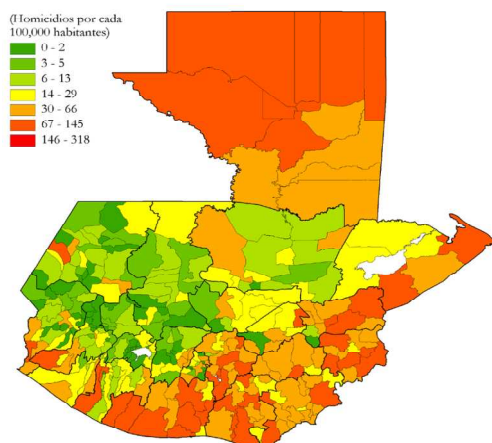 (Homicidios por cada
100,000 habitantes)
0 - 2
3 - 5
6 - 13
14 - 29
30 - 66
67 - 145
146 - 318